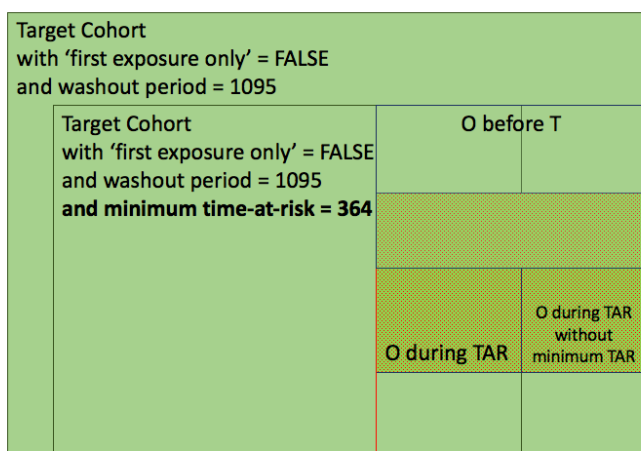 Target Cohort
with ‘first exposure only’ = FALSE
and washout period = 1095
Target Cohort
with ‘first exposure only’ = FALSE
and washout period = 1095
and minimum time-at-risk = 364
O before T
O during TAR
O during TAR
without
minimum TAR